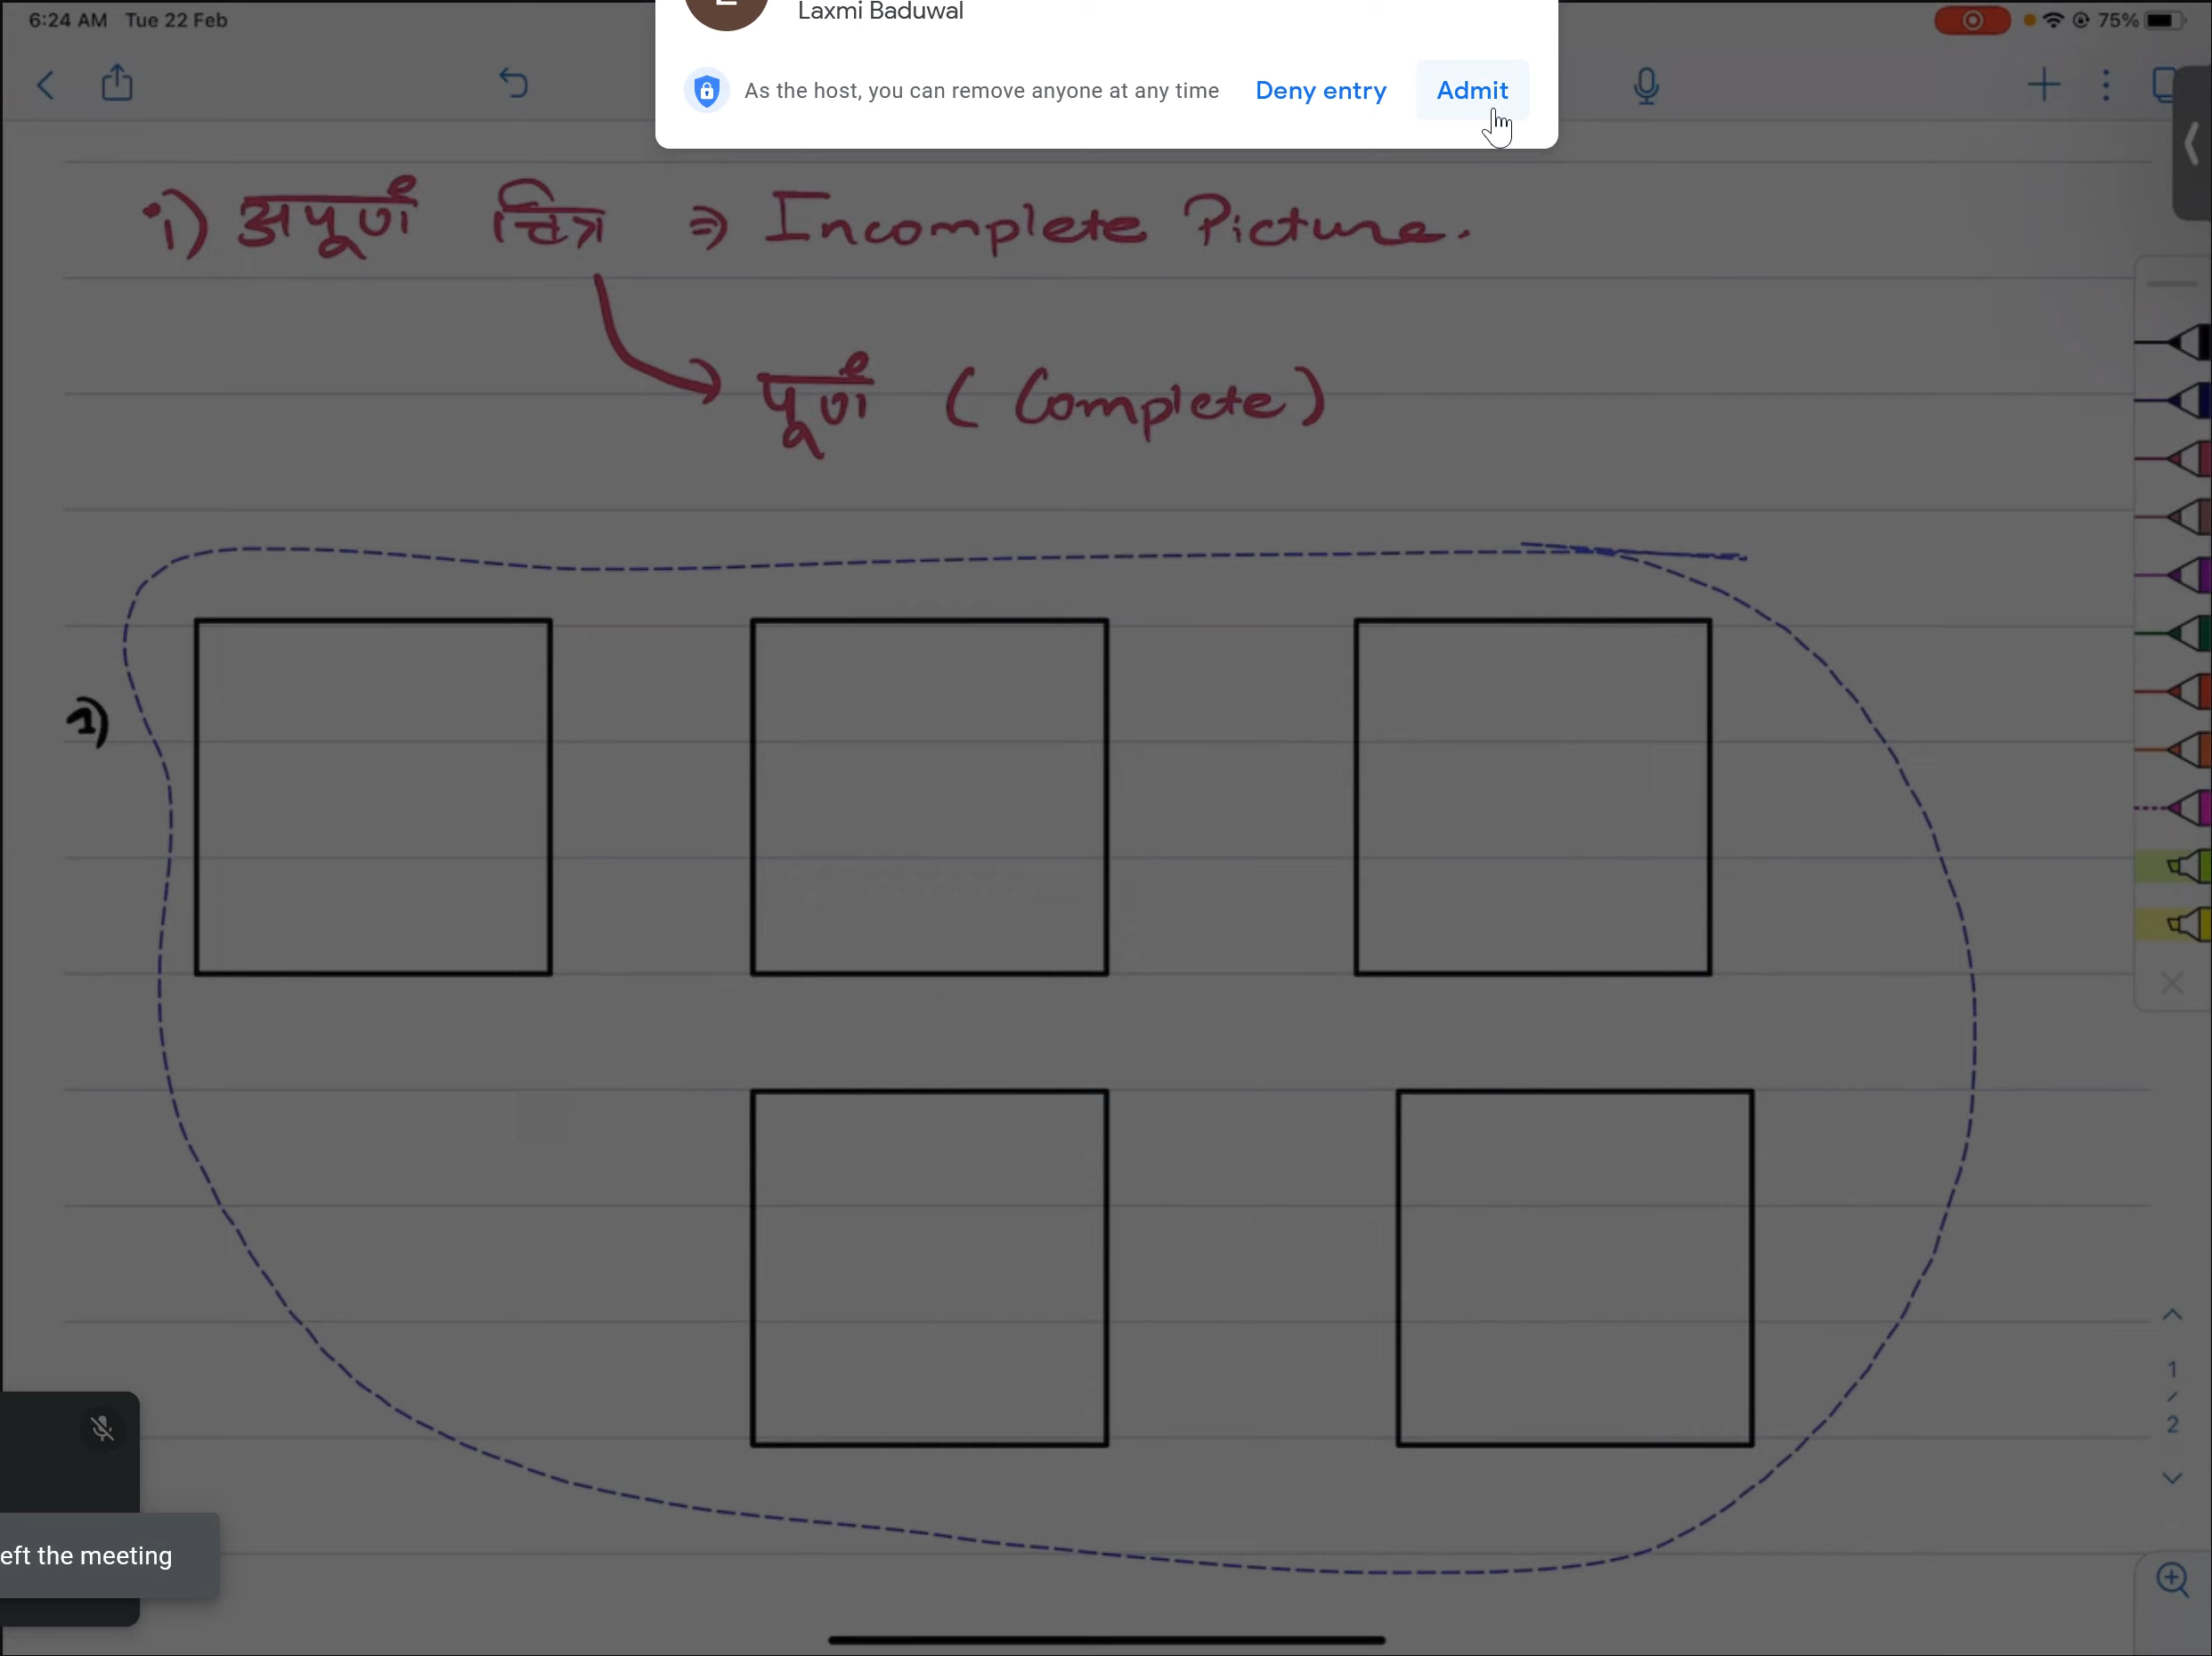 6:24 AM Tue 22 Feb
75%
Laxmi Baduwal
As the host, you can remove anyone at any time Deny entry Admit
i) अपूर्ण चित्र ⇒ Incomplete Picture.
पूर्ण (Complete)
1)
1
/
2
eft the meeting